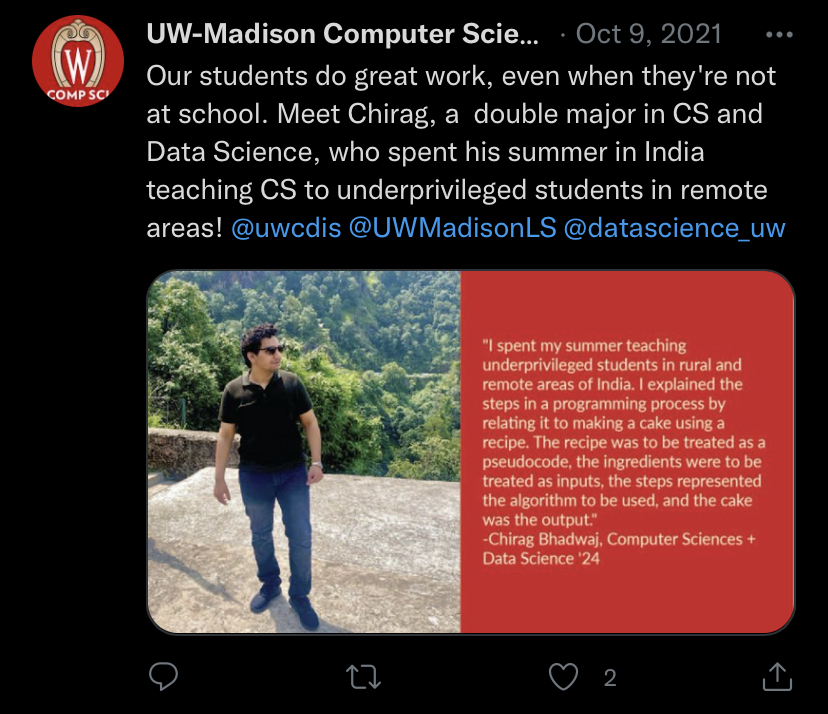 UW-Madison Computer Scie... · Oct 9, 2021
Our students do great work, even when they're not
at school. Meet Chirag, a  double major in CS and
Data Science, who spent his summer in India
teaching CS to underprivileged students in remote
areas! @uwcdis @UWMadisonLS @datascience_uw
W
COMP SCI
"I spent my summer teaching
underprivileged students in rural and
remote areas of India. I explained the
steps in a programming process by
relating it to making a cake using a
recipe. The recipe was to be treated as a
pseudocode, the ingredients were to be
treated as inputs, the steps represented
the algorithm to be used, and the cake
was the output."
-Chirag Bhadwaj, Computer Sciences +
Data Science '24
2